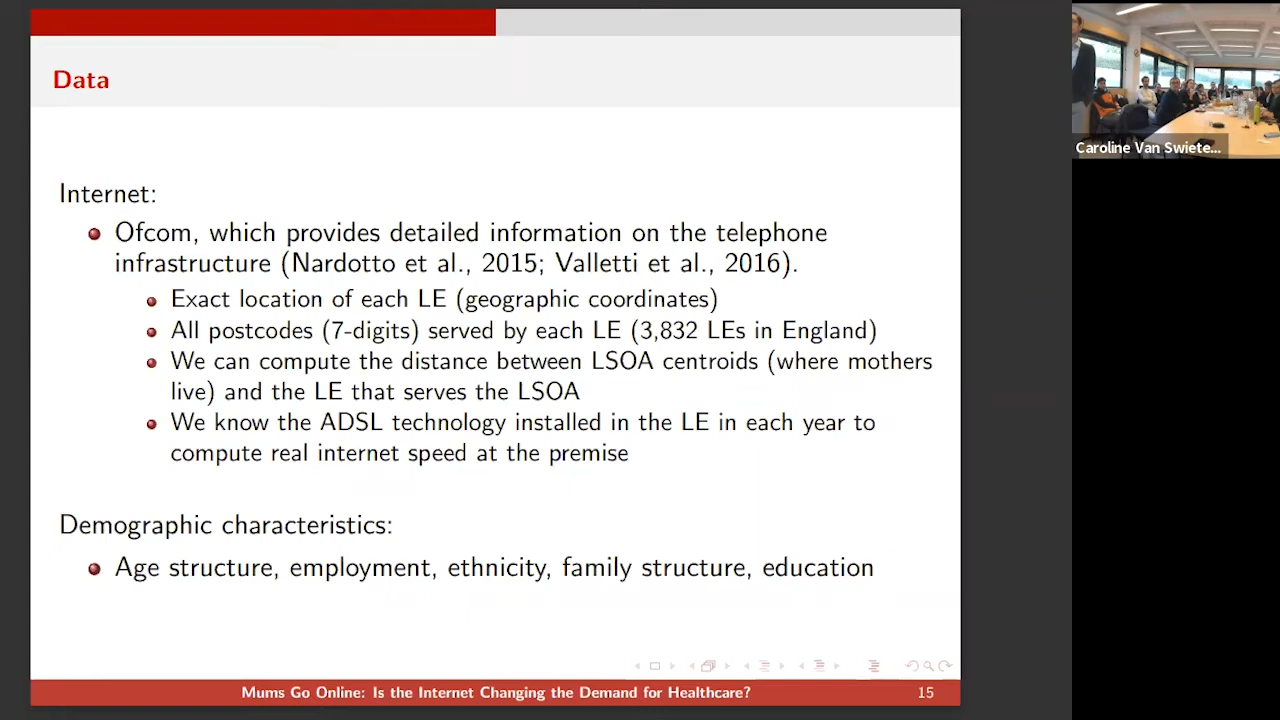 Data
Internet:
Ofcom, which provides detailed information on the telephone
infrastructure (Nardotto et al., 2015; Valletti et al., 2016).
Exact location of each LE (geographic coordinates)
All postcodes (7-digits) served by each LE (3,832 LEs in England)
We can compute the distance between LSOA centroids (where mothers
live) and the LE that serves the LSOA
We know the ADSL technology installed in the LE in each year to
compute real internet speed at the premise
Demographic characteristics:
Age structure, employment, ethnicity, family structure, education
Mums Go Online: Is the Internet Changing the Demand for Healthcare? 15
Caroline Van Swiete...